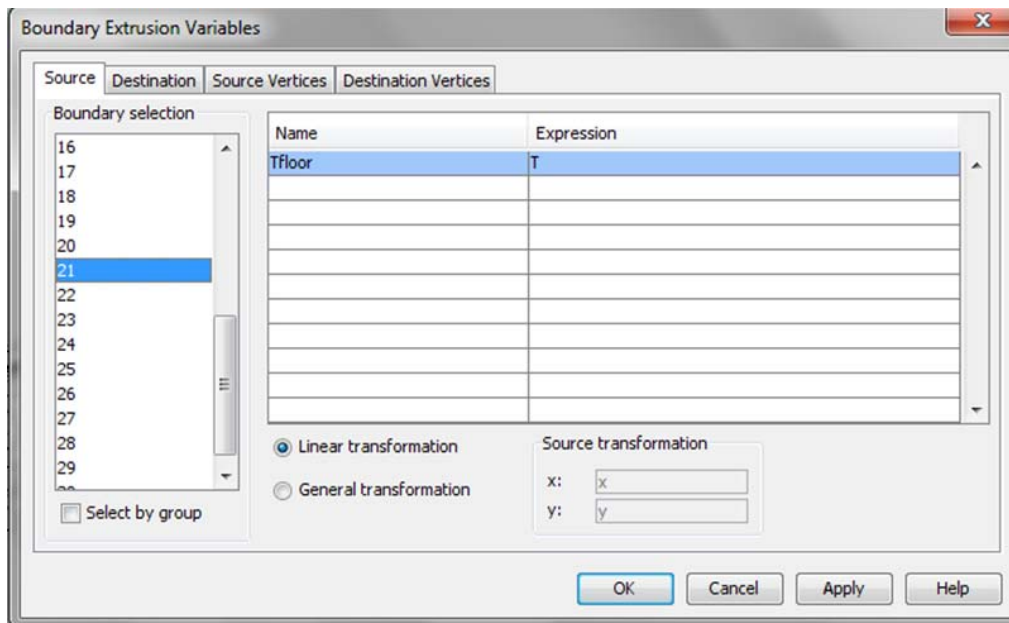 Boundary Extrusion Variables
Source Destination Source Vertices Destination Vertices
Boundary selection
16
17
18
19
20
21
22
23
24
25
26
27
28
29
Select by group
Name Expression
Tfloor T
Linear transformation
General transformation
Source transformation
x: x
y: y
OK Cancel Apply Help